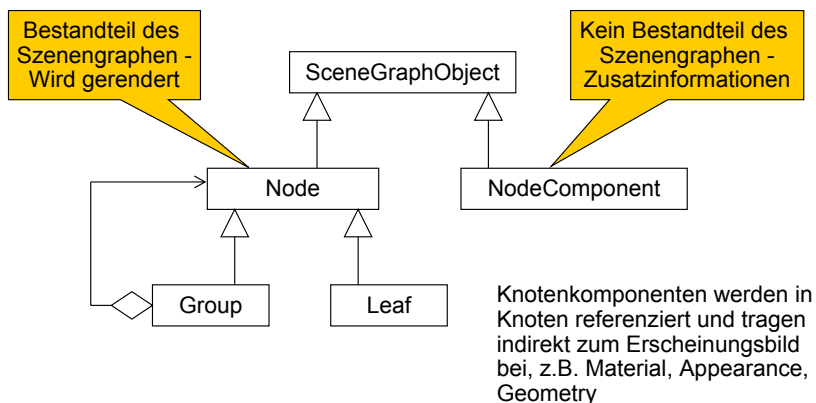 Bestandteil des
Szenengraphen -
Wird gerendert
Kein Bestandteil des
Szenengraphen -
Zusatzinformationen
SceneGraphObject
Node
NodeComponent
Group
Leaf
Knotenkomponenten werden in
Knoten referenziert und tragen
indirekt zum Erscheinungsbild
bei, z.B. Material, Appearance,
Geometry